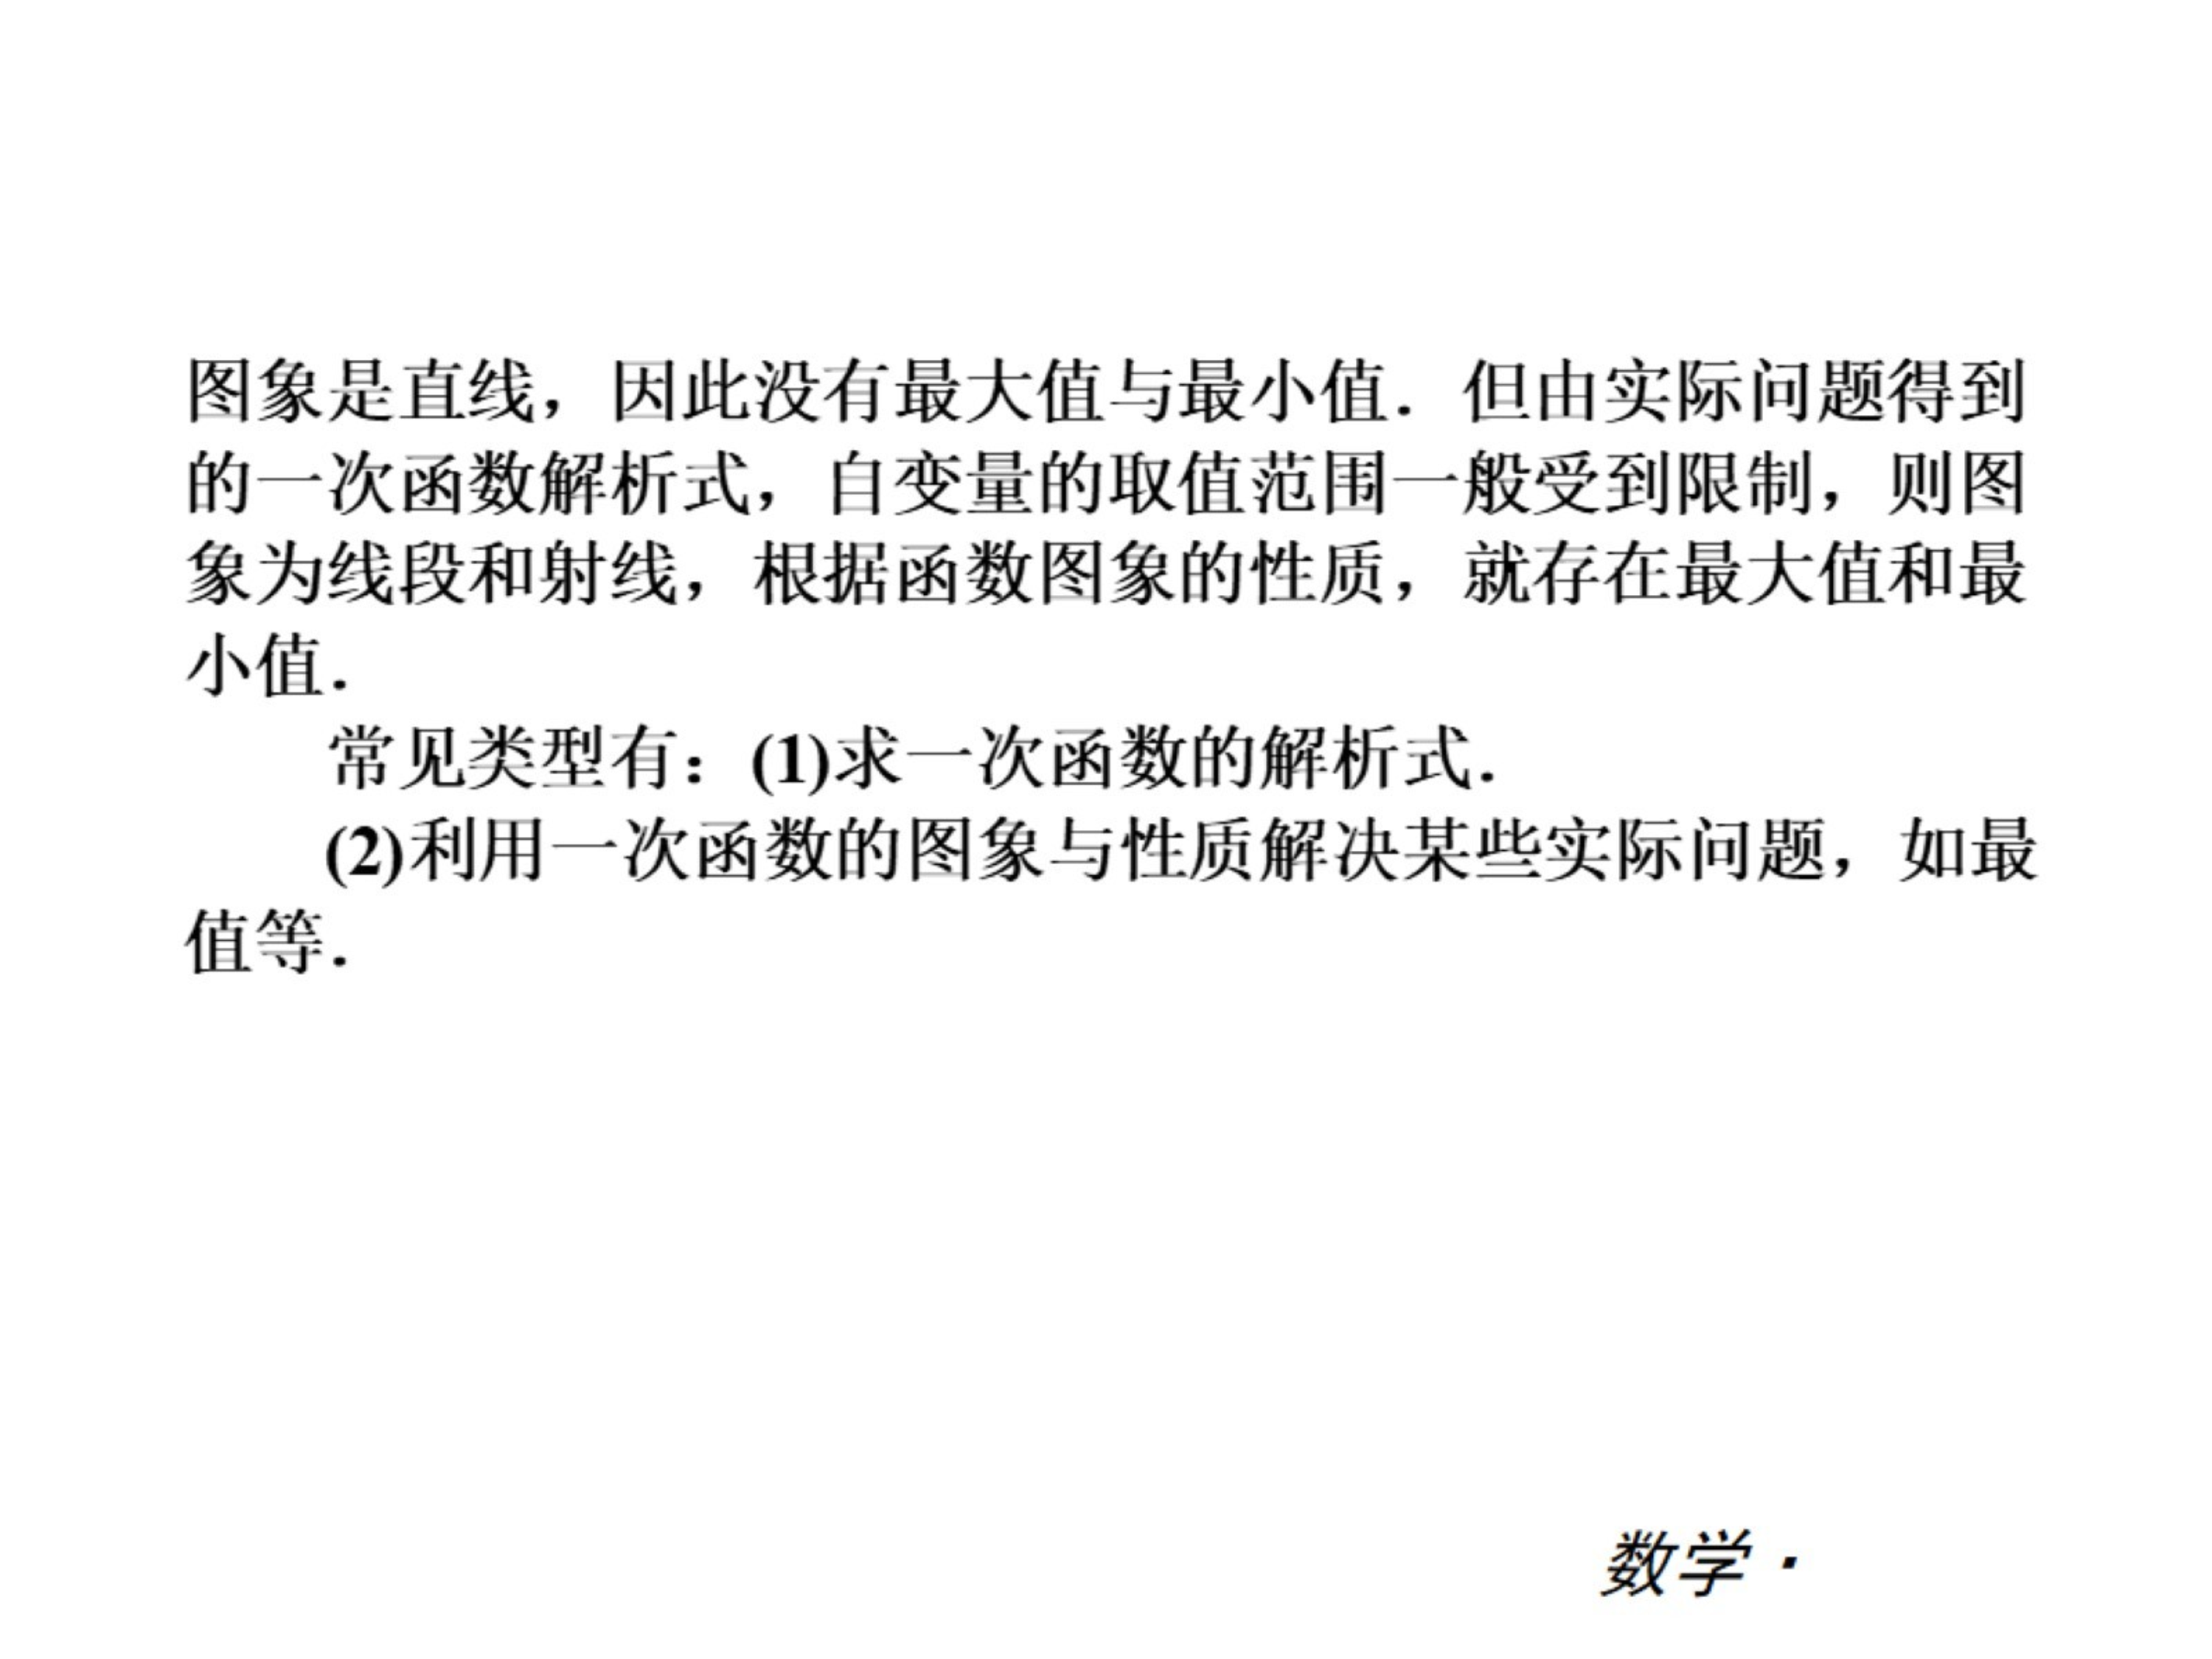 图象是直线，因此没有最大值与最小值．但由实际问题得到
的一次函数解析式，自变量的取值范围一般受到限制，则图
象为线段和射线，根据函数图象的性质，就存在最大值和最
小值．
常见类型有：(1)求一次函数的解析式．
(2)利用一次函数的图象与性质解决某些实际问题，如最
值等．
数学·